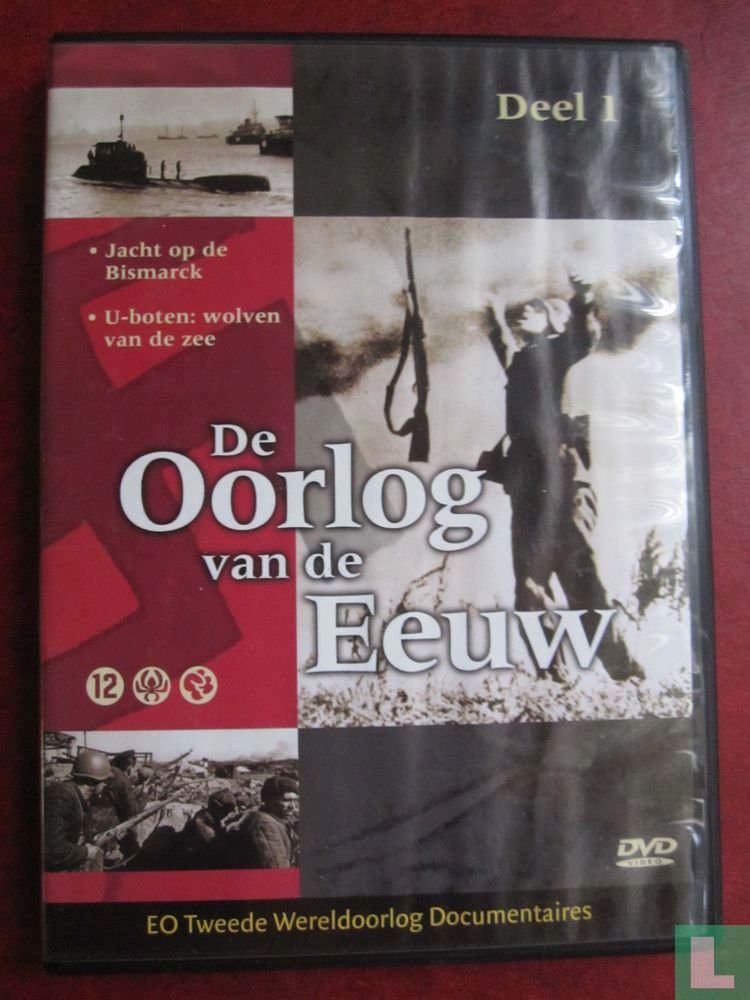 Deel 1
• Jacht op de
Bismarck
• U-boten: wolven
van de zee
De
Oorlog
van de
Eeuw
12
DVD
VIDEO
EO Tweede Wereldoorlog Documentaires
L